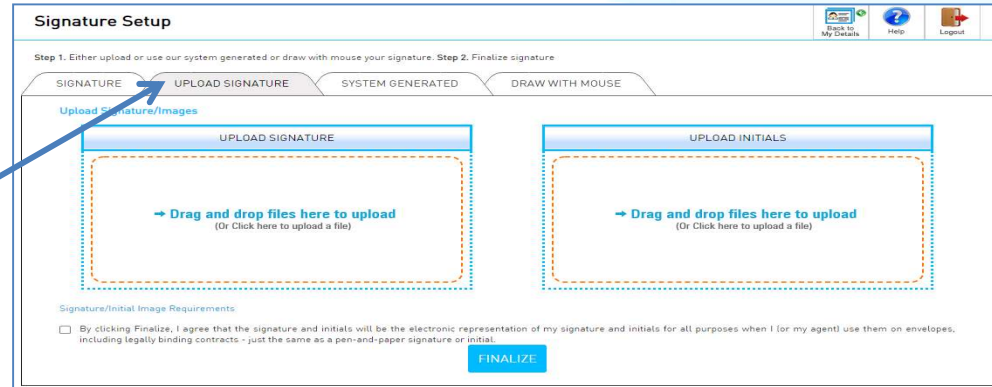 Signature Setup
Back to
My Details
Help
Logout
Step 1. Either upload or use our system generated or draw with mouse your signature. Step 2. Finalize signature
SIGNATURE
UPLOAD SIGNATURE
SYSTEM GENERATED
DRAW WITH MOUSE
Upload Signature/Images
UPLOAD SIGNATURE
➞ Drag and drop files here to upload
(Or Click here to upload a file)
UPLOAD INITIALS
➞ Drag and drop files here to upload
(Or Click here to upload a file)
Signature/Initial Image Requirements
By clicking Finalize, I agree that the signature and initials will be the electronic representation of my signature and initials for all purposes when I (or my agent) use them on envelopes,
including legally binding contracts - just the same as a pen-and-paper signature or initial.
FINALIZE